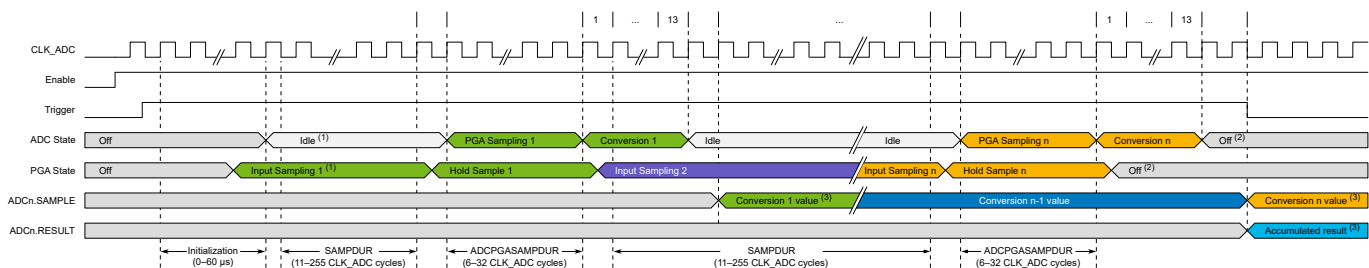 1 ... 13 ... 1 ... 13
CLK_ADC
Enable
Trigger
ADC State Off Idle (1) PGA Sampling 1 Conversion 1 Idle Idle PGA Sampling n Conversion n Off (2)
PGA State Off Input Sampling 1 (1) Hold Sample 1 Input Sampling 2 Input Sampling n Hold Sample n Off (2)
ADCn.SAMPLE Conversion 1 value (3) Conversion n-1 value Conversion n value (3)
ADCn.RESULT Accumulated result (3)
Initialization SAMPDUR ADCPGASAMPDUR SAMPDUR ADCPGASAMPDUR
(0–60 µs) (11–255 CLK_ADC cycles) (6–32 CLK_ADC cycles) (11–255 CLK_ADC cycles) (6–32 CLK_ADC cycles)